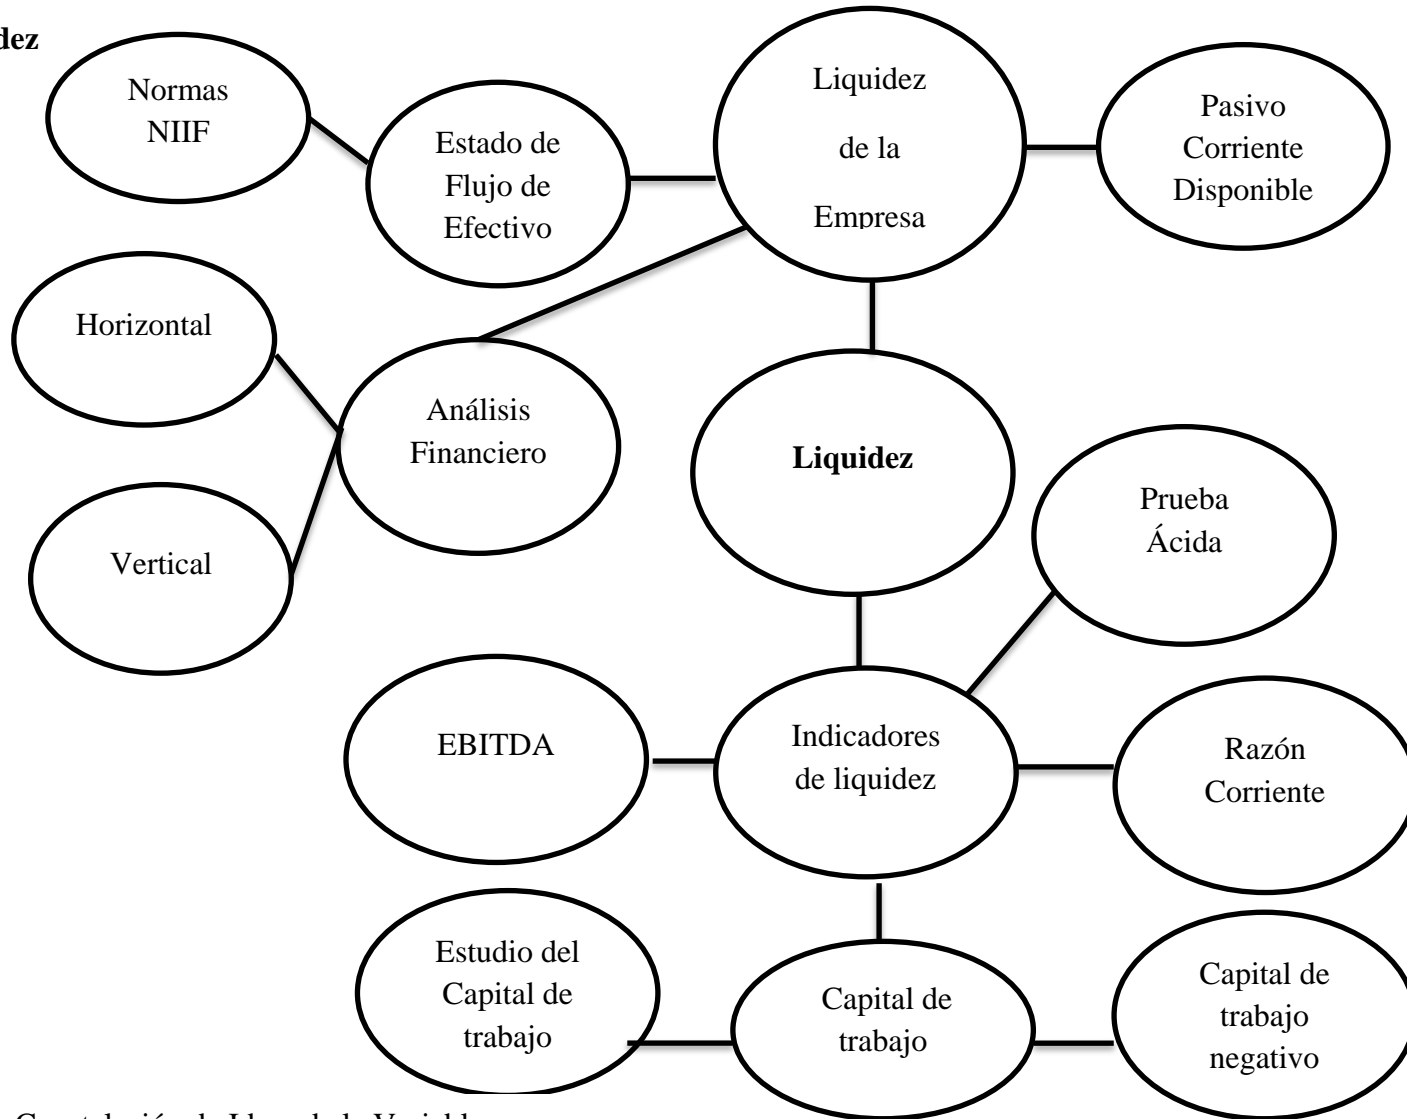 dez
Normas
NIIF
Estado de
Flujo de
Efectivo
Liquidez
de la
Empresa
Pasivo
Corriente
Disponible
Horizontal
Análisis
Financiero
Vertical
Liquidez
Prueba
Ácida
EBITDA
Indicadores
de liquidez
Razón
Corriente
Estudio del
Capital de
trabajo
Capital de
trabajo
Capital de
trabajo
negativo